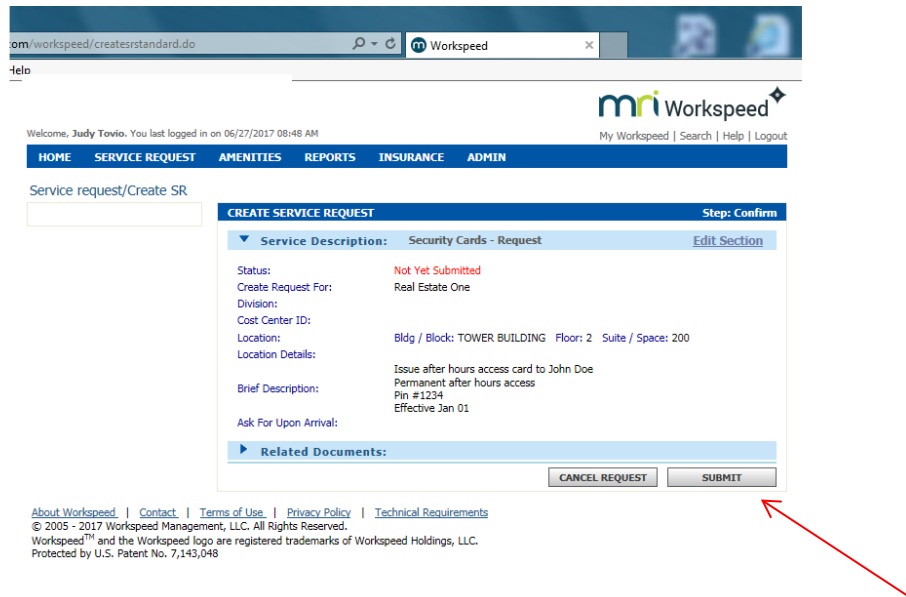 om/workspeed/createsrstandard.do
Workspeed
Help
mri Workspeed
Welcome, Judy Tovio. You last logged in on 06/27/2017 08:48 AM
My Workspeed | Search | Help | Logout
HOME SERVICE REQUEST AMENITIES REPORTS INSURANCE ADMIN
Service request/Create SR
CREATE SERVICE REQUEST Step: Confirm
Service Description: Security Cards - Request Edit Section
Status: Not Yet Submitted
Create Request For: Real Estate One
Division:
Cost Center ID:
Location: Bldg / Block: TOWER BUILDING Floor: 2 Suite / Space: 200
Location Details:
Brief Description: Issue after hours access card to John Doe
Permanent after hours access
Pin #1234
Effective Jan 01
Ask For Upon Arrival:
Related Documents:
CANCEL REQUEST SUBMIT
About Workspeed | Contact | Terms of Use | Privacy Policy | Technical Requirements
© 2005 - 2017 Workspeed Management, LLC. All Rights Reserved.
Workspeed™ and the Workspeed logo are registered trademarks of Workspeed Holdings, LLC.
Protected by U.S. Patent No. 7,143,048